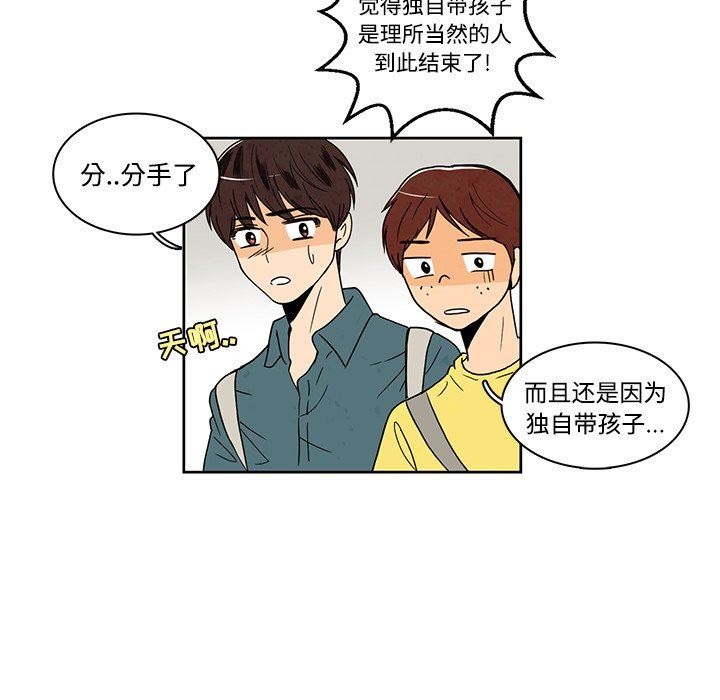 觉得独自带孩子
是理所当然的人
到此结束了!
分..分手了
天啊..
而且还是因为
独自带孩子...